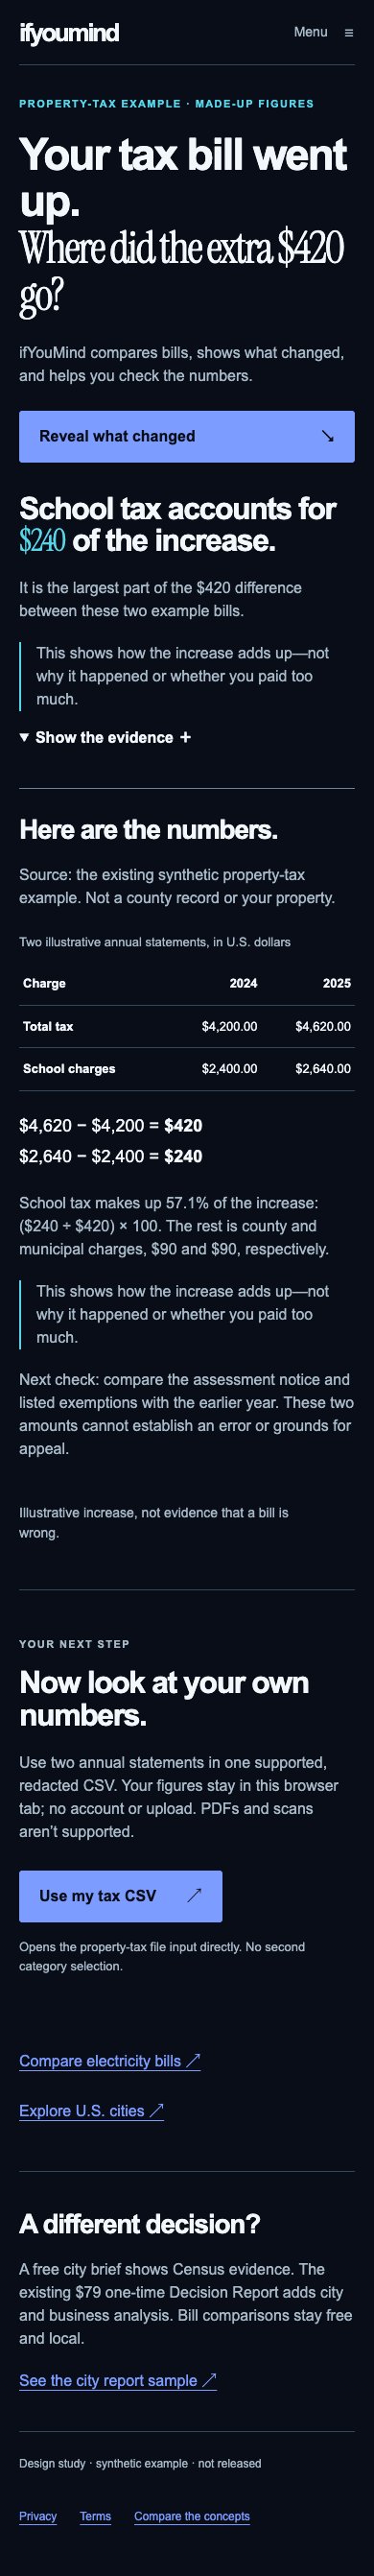 ifyoumind
Menu ≡
PROPERTY-TAX EXAMPLE · MADE-UP FIGURES
Your tax bill went
up.
Where did the extra $420
go?
ifYouMind compares bills, shows what changed,
and helps you check the numbers.
Reveal what changed ↘
School tax accounts for
$240 of the increase.
It is the largest part of the $420 difference
between these two example bills.
This shows how the increase adds up—not
why it happened or whether you paid too
much.
▼ Show the evidence +
Here are the numbers.
Source: the existing synthetic property-tax
example. Not a county record or your property.
Two illustrative annual statements, in U.S. dollars
Charge 2024 2025
Total tax $4,200.00 $4,620.00
School charges $2,400.00 $2,640.00
$4,620 − $4,200 = $420
$2,640 − $2,400 = $240
School tax makes up 57.1% of the increase:
($240 ÷ $420) × 100. The rest is county and
municipal charges, $90 and $90, respectively.
This shows how the increase adds up—not
why it happened or whether you paid too
much.
Next check: compare the assessment notice and
listed exemptions with the earlier year. These two
amounts cannot establish an error or grounds for
appeal.
Illustrative increase, not evidence that a bill is
wrong.
YOUR NEXT STEP
Now look at your own
numbers.
Use two annual statements in one supported,
redacted CSV. Your figures stay in this browser
tab; no account or upload. PDFs and scans
aren’t supported.
Use my tax CSV ↗
Opens the property-tax file input directly. No second
category selection.
Compare electricity bills ↗
Explore U.S. cities ↗
A different decision?
A free city brief shows Census evidence. The
existing $79 one-time Decision Report adds city
and business analysis. Bill comparisons stay free
and local.
See the city report sample ↗
Design study · synthetic example · not released
Privacy Terms Compare the concepts